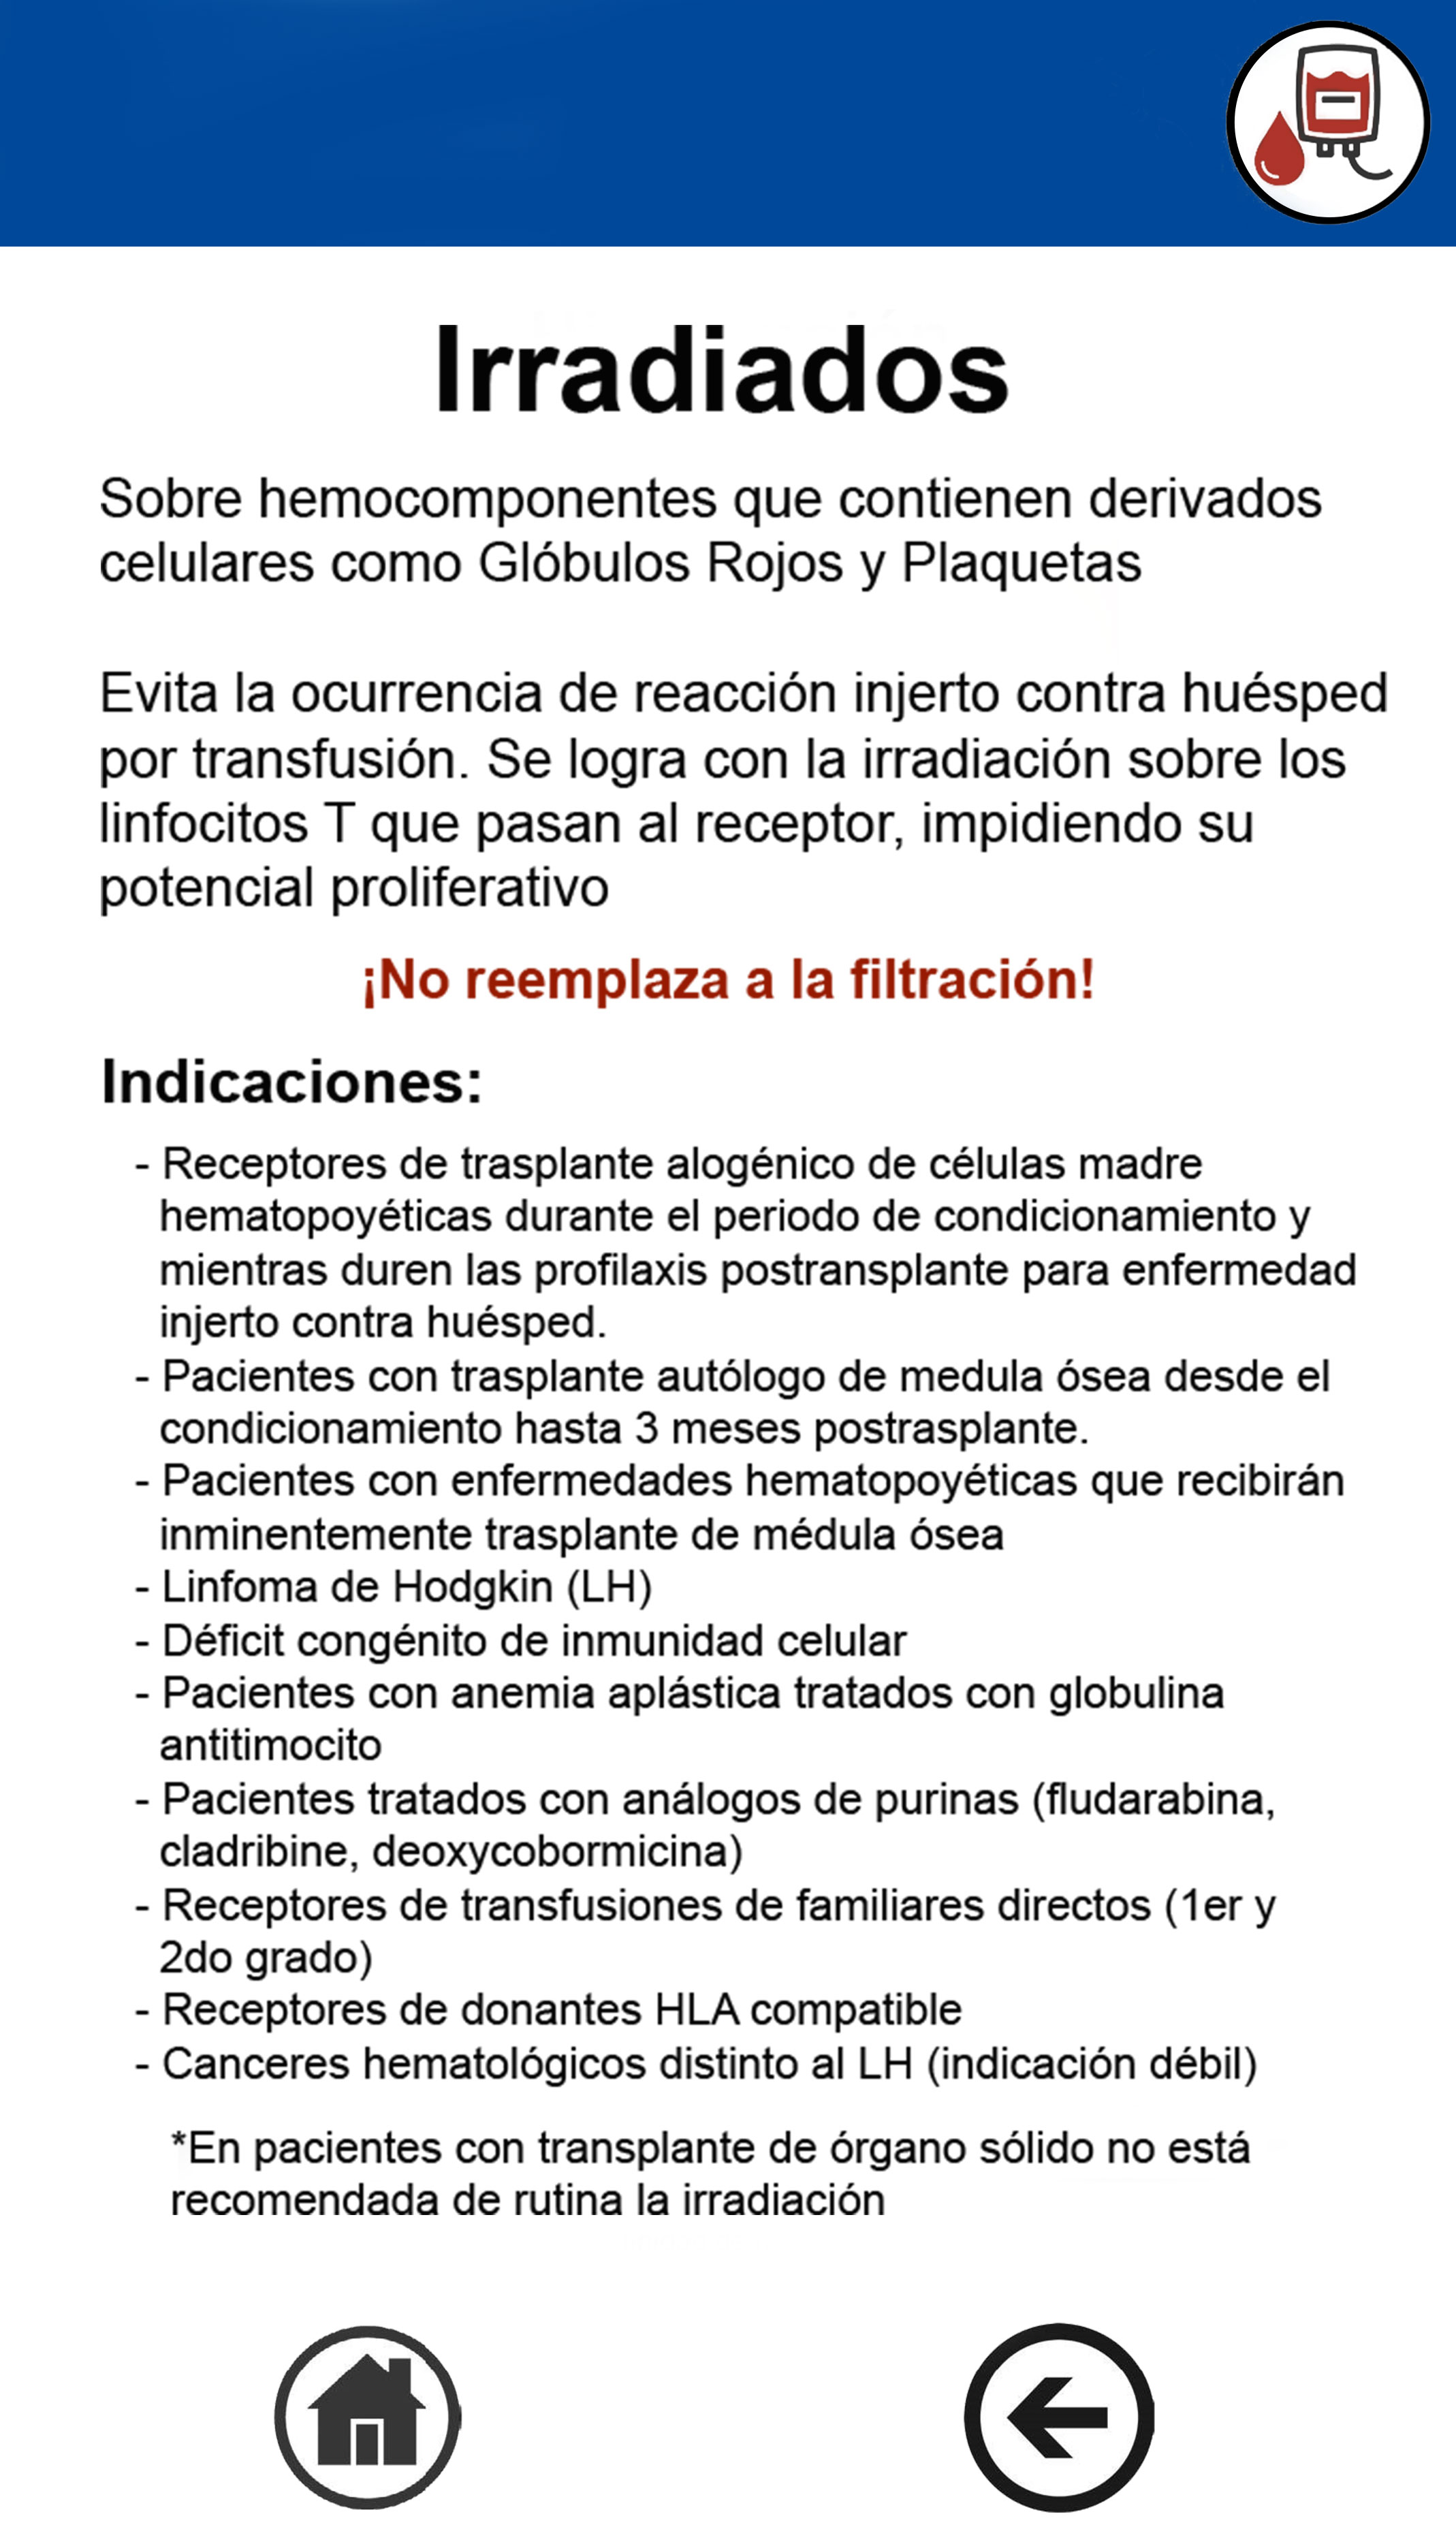 Irradiados
Sobre hemocomponentes que contienen derivados
celulares como Glóbulos Rojos y Plaquetas
Evita la ocurrencia de reacción injerto contra huésped
por transfusión. Se logra con la irradiación sobre los
linfocitos T que pasan al receptor, impidiendo su
potencial proliferativo
¡No reemplaza a la filtración!
Indicaciones:
- Receptores de trasplante alogénico de células madre
hematopoyéticas durante el periodo de condicionamiento y
mientras duren las profilaxis postransplante para enfermedad
injerto contra huésped.
- Pacientes con trasplante autólogo de medula ósea desde el
condicionamiento hasta 3 meses postrasplante.
- Pacientes con enfermedades hematopoyéticas que recibirán
inminentemente trasplante de médula ósea
- Linfoma de Hodgkin (LH)
- Déficit congénito de inmunidad celular
- Pacientes con anemia aplástica tratados con globulina
antitimocito
- Pacientes tratados con análogos de purinas (fludarabina,
cladribine, deoxycobormicina)
- Receptores de transfusiones de familiares directos (1er y
2do grado)
- Receptores de donantes HLA compatible
- Canceres hematológicos distinto al LH (indicación débil)
*En pacientes con transplante de órgano sólido no está
recomendada de rutina la irradiación